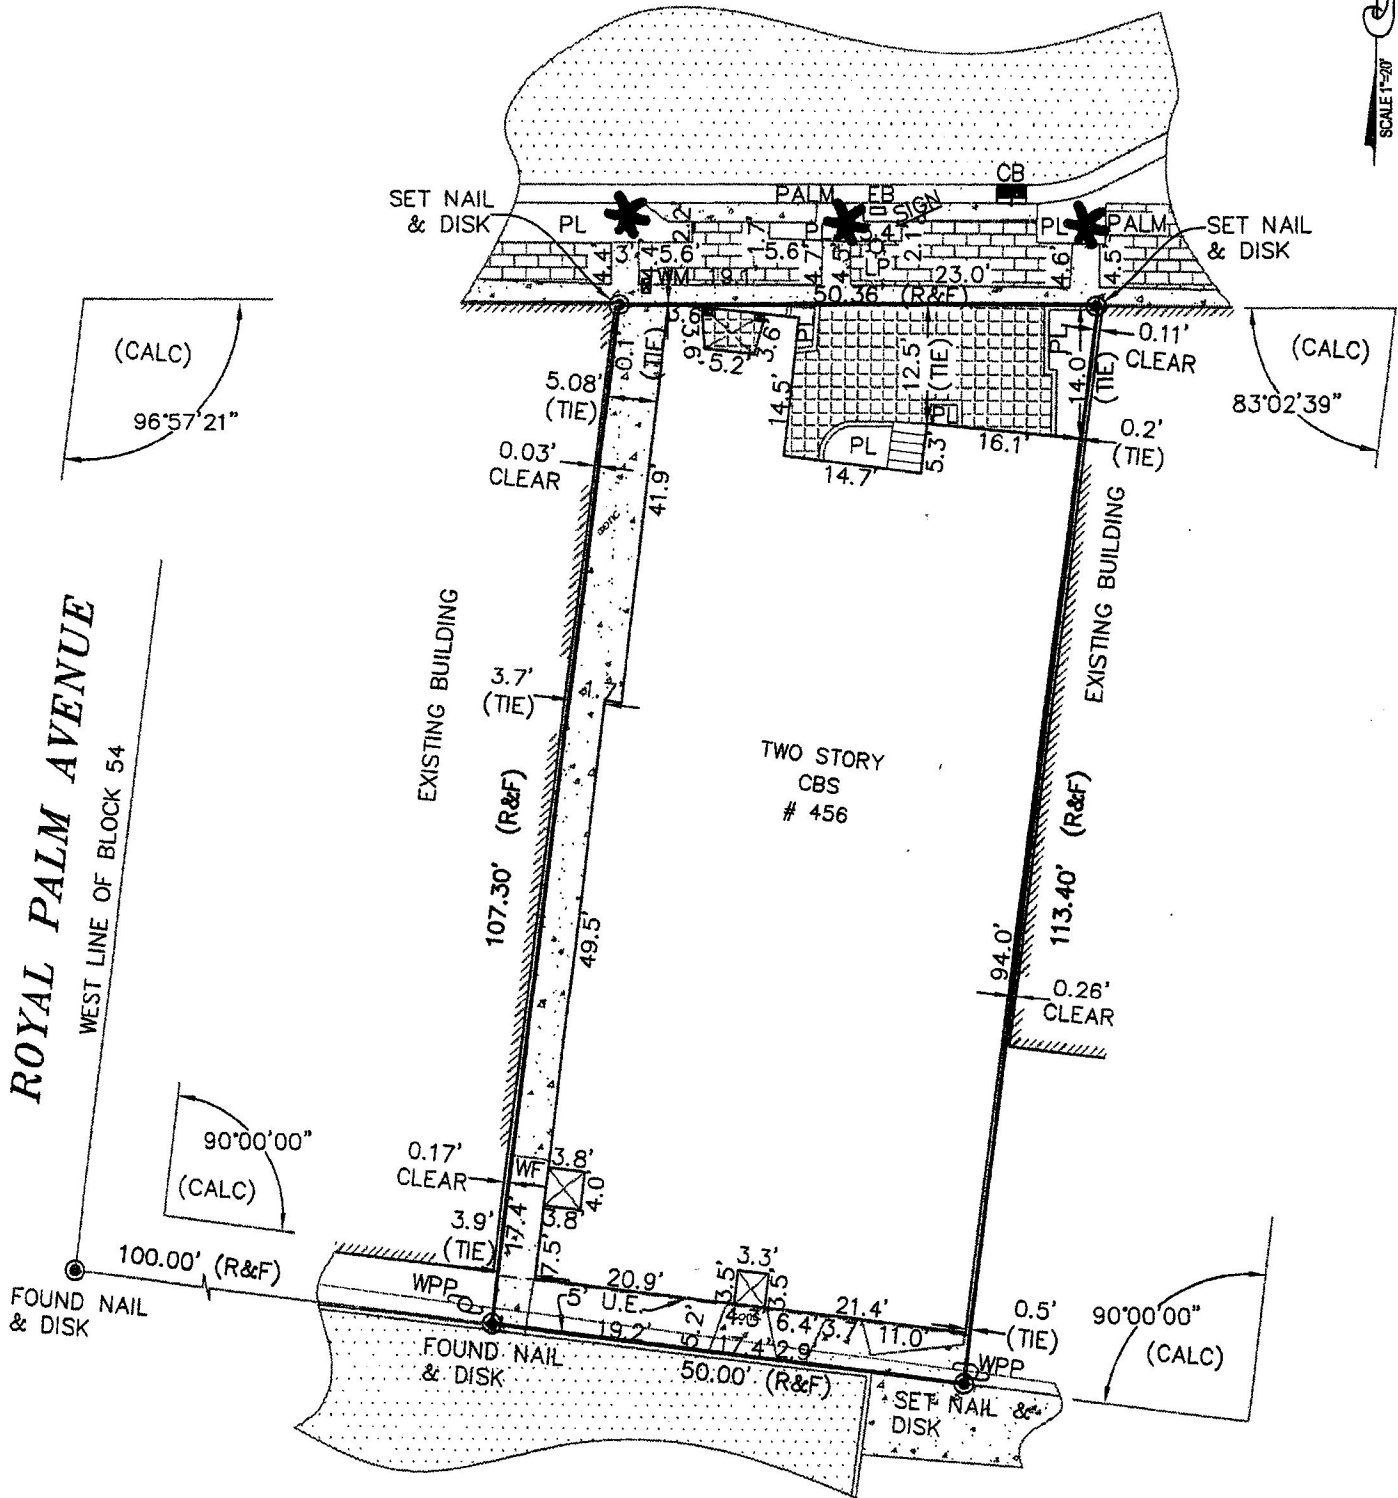 SCALE 1"=20'
CB
PALM
EB
SIGN
SET NAIL
& DISK
PL
2.2'
1.7'
3.4'
2.1'
PL
PALM
SET NAIL
& DISK
4.4'
3'
5.6'
5.6'
4.7'
4.5'
23.0'
4.6'
4.5'
WM
19.1'
50.36' (R&F)
(CALC)
96°57'21"
0.1'
(TIE)
3.6'
5.2'
3.6'
PL
12.5'
(TIE)
PL
14.0'
(TIE)
0.11'
CLEAR
(CALC)
83°02'39"
5.08'
(TIE)
14.5'
PL
PL
16.1'
5.3'
14.7'
0.2'
(TIE)
0.03'
CLEAR
41.9'
EXISTING BUILDING
EXISTING BUILDING
ROYAL PALM AVENUE
WEST LINE OF BLOCK 54
3.7'
(TIE)
1.7'
TWO STORY
CBS
# 456
107.30' (R&F)
49.5'
113.40' (R&F)
94.0'
0.26'
CLEAR
90°00'00"
(CALC)
0.17'
CLEAR
WF
3.8'
4.0'
3.8'
3.9'
(TIE)
17.4'
7.5'
100.00' (R&F)
FOUND NAIL
& DISK
WPP
20.9'
5' U.E.
19.2'
3.3'
3.5'
3.5'
5.2'
6.4'
17.4'
2.9'
3.7'
21.4'
11.0'
0.5'
(TIE)
90°00'00"
(CALC)
FOUND NAIL
& DISK
50.00' (R&F)
WPP
SET NAIL &
DISK